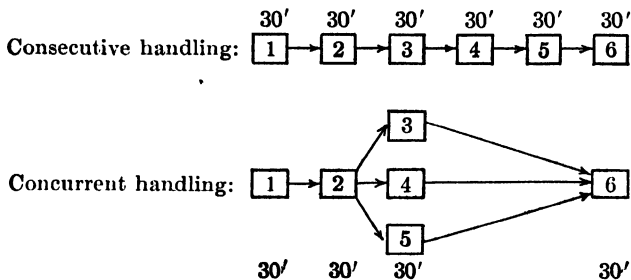 30′ 30′ 30′ 30′ 30′ 30′
Consecutive handling: 1 2 3 4 5 6
3
Concurrent handling: 1 2 4 6
5
30′ 30′ 30′ 30′